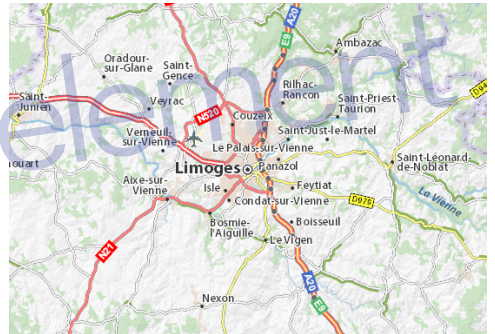 A20
E9
Ambazac
Oradour-
sur-Glane
Saint-
Gence
element
Rilhac-
Rancon
Saint-
Junien
Veyrac
N520
Couzeix
Saint-Priest-
Taurion
Verneuil-
sur-Vienne
Saint-Just-le-Martel
Le Palais-sur-Vienne
Limoges
Panazol
Saint-Léonard-
de-Noblat
Aixe-sur-
Vienne
Isle
Feytiat
La Vienne
Condat-sur-Vienne
D979
Bosmie-
l'Aiguille
Boisseuil
Le Vigen
N21
A20
E9
Nexon